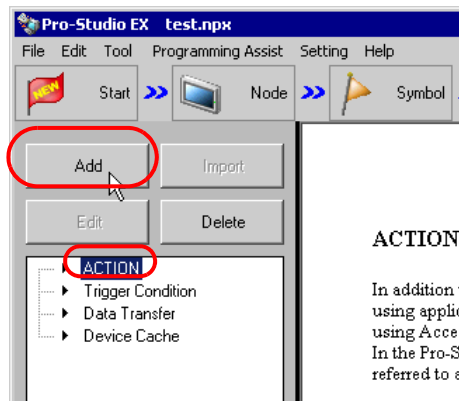 Pro-Studio EX test.npx
File Edit Tool Programming Assist Setting Help
NEW Start Node Symbol
Add Import
Edit Delete
ACTION
Trigger Condition
Data Transfer
Device Cache
ACTION
In addition
using applic
using Acce
In the Pro-S
referred to a